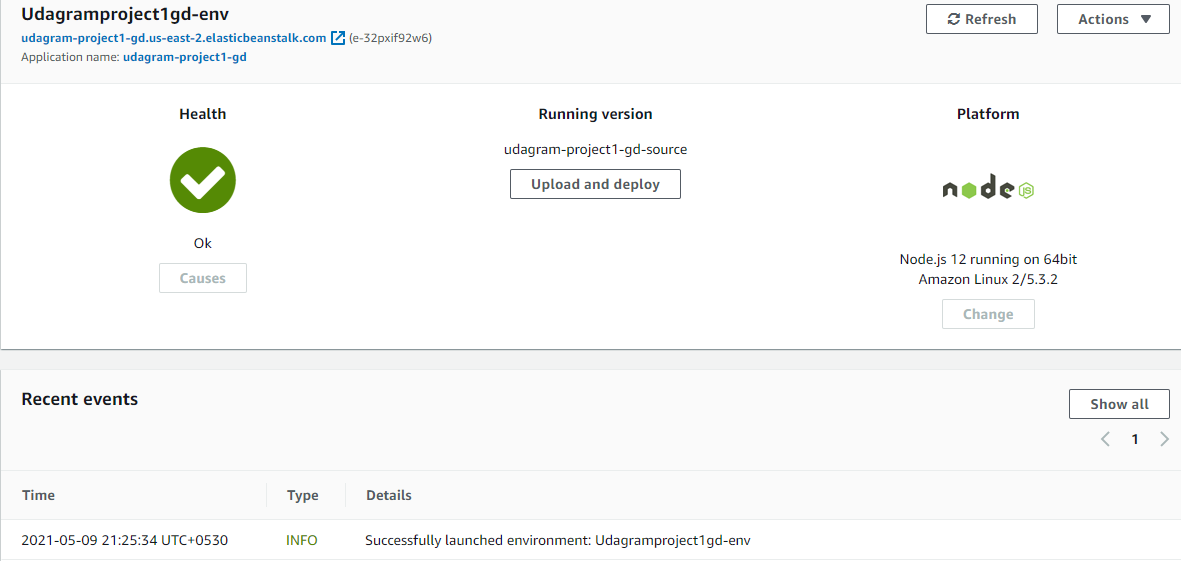 Udagramproject1gd-env
Refresh
Actions
udagram-project1-gd.us-east-2.elasticbeanstalk.com (e-32pxif92w6)
Application name: udagram-project1-gd
Health
Running version
Platform
udagram-project1-gd-source
Upload and deploy
node JS
Ok
Causes
Node.js 12 running on 64bit
Amazon Linux 2/5.3.2
Change
Recent events
Show all
1
Time Type Details
2021-05-09 21:25:34 UTC+0530 INFO Successfully launched environment: Udagramproject1gd-env